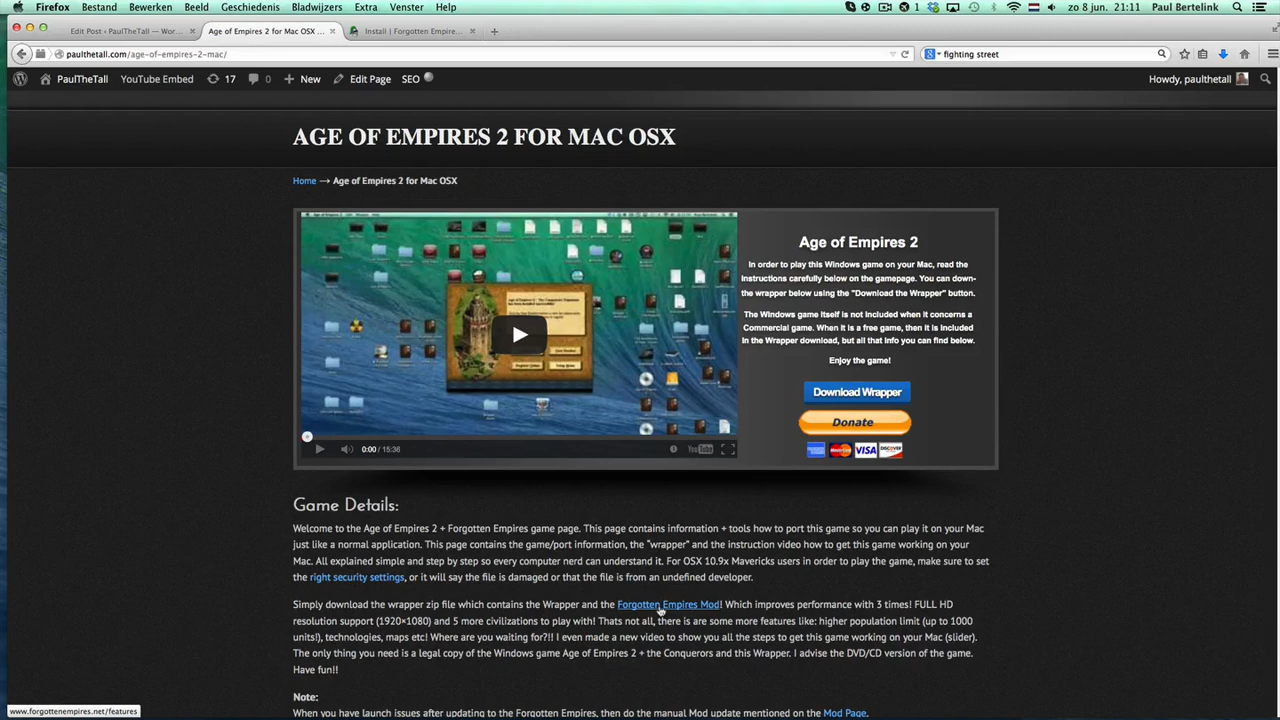 Firefox Bestand Bewerken Beeld Geschiedenis Bladwijzers Extra Venster Help 1 zo 8 jun. 21:11 Paul Bertelink
Edit Post ‹ PaulTheTall — Wor... Age of Empires 2 for Mac OSX ... Install | Forgotten Empires...
paulthetall.com/age-of-empires-2-mac/ fighting street
PaulTheTall YouTube Embed 17 New Edit Page SEO Howdy, paulthetall
AGE OF EMPIRES 2 FOR MAC OSX
Home → Age of Empires 2 for Mac OSX
Age of Empires 2
In order to play this Windows game on your Mac, read the
instructions carefully below on the gamepage. You can down-
the wrapper below using the "Download the Wrapper" button.
The Windows game itself is not included when it concerns a
Commercial game. When it is a free game, then it is included
in the Wrapper download, but all that info you can find below.
Enjoy the game!
Download Wrapper
Donate
VISA DISCOVER
0:00 / 15:36 YouTube
Game Details:
Welcome to the Age of Empires 2 + Forgotten Empires game page. This page contains information + tools how to port this game so you can play it on your Mac
just like a normal application. This page contains the game/port information, the "wrapper" and the instruction video how to get this game working on your
Mac. All explained simple and step by step so every computer nerd can understand it. For OSX 10.9x Mavericks users in order to play the game, make sure to set
the right security settings, or it will say the file is damaged or that the file is from an undefined developer.
Simply download the wrapper zip file which contains the Wrapper and the Forgotten Empires Mod! Which improves performance with 3 times! FULL HD
resolution support (1920×1080) and 5 more civilizations to play with! Thats not all, there is are some more features like: higher population limit (up to 1000
units!), technologies, maps etc! Where are you waiting for?!! I even made a new video to show you all the steps to get this game working on your Mac (slider).
The only thing you need is a legal copy of the Windows game Age of Empires 2 + the Conquerors and this Wrapper. I advise the DVD/CD version of the game.
Have fun!!
Note:
When you have launch issues after updating to the Forgotten Empires, then do the manual Mod update mentioned on the Mod Page.
www.forgottenempires.net/features